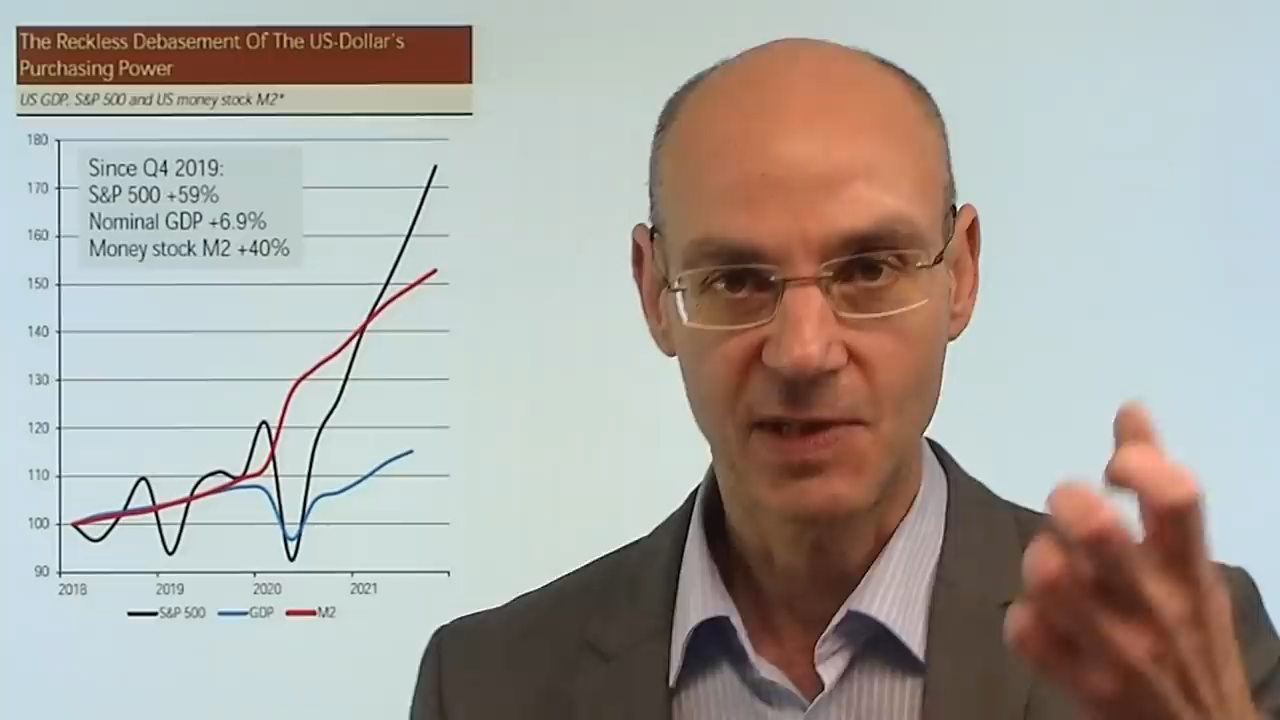 The Reckless Debasement Of The US-Dollar's
Purchasing Power
US GDP, S&P 500 and US money stock M2*
180
170
160
150
140
130
120
110
100
90
Since Q4 2019:
S&P 500 +59%
Nominal GDP +6.9%
Money stock M2 +40%
2018 2019 2020 2021
S&P 500 GDP M2